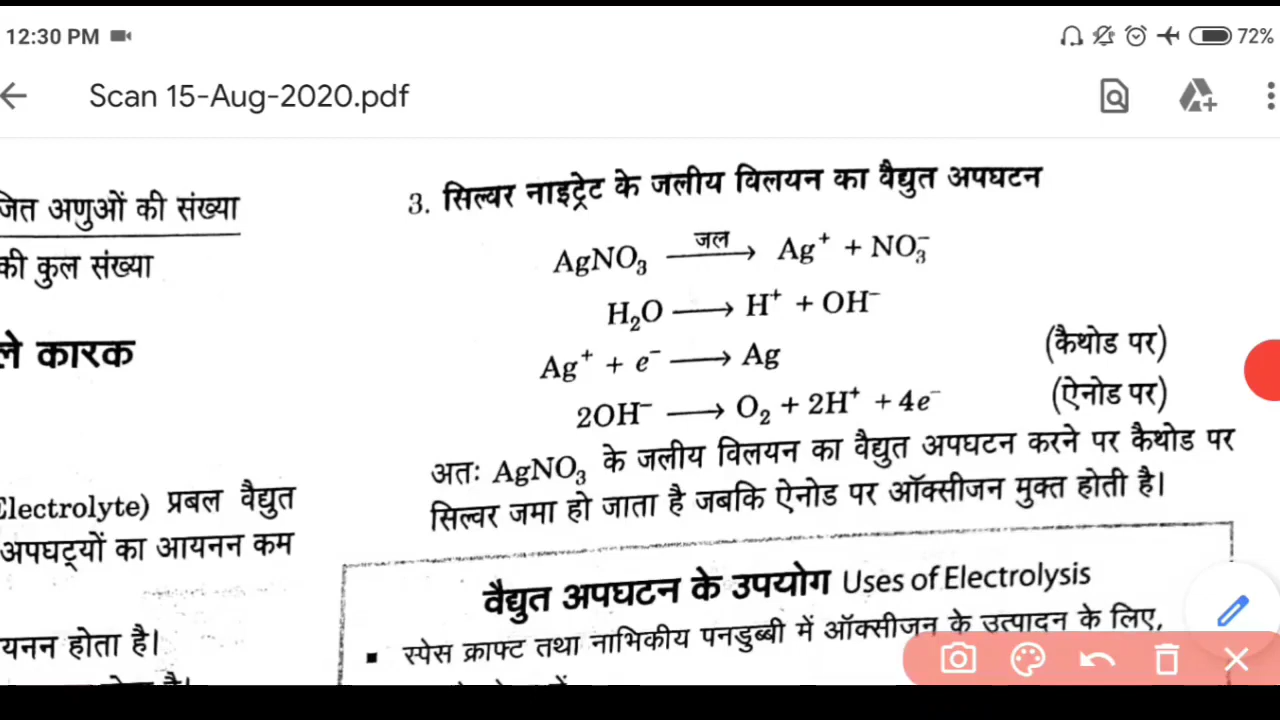 12:30 PM
72%
Scan 15-Aug-2020.pdf
जित अणुओं की संख्या
की कुल संख्या
ले कारक
Electrolyte) प्रबल वैद्युत
अपघट्यों का आयनन कम
यनन होता है।
3. सिल्वर नाइट्रेट के जलीय विलयन का वैद्युत अपघटन
AgNO₃ —जल→ Ag⁺ + NO₃⁻
H₂O ⟶ H⁺ + OH⁻
Ag⁺ + e⁻ ⟶ Ag (कैथोड पर)
2OH⁻ ⟶ O₂ + 2H⁺ + 4e⁻ (ऐनोड पर)
अतः AgNO₃ के जलीय विलयन का वैद्युत अपघटन करने पर कैथोड पर
सिल्वर जमा हो जाता है जबकि ऐनोड पर ऑक्सीजन मुक्त होती है।
वैद्युत अपघटन के उपयोग Uses of Electrolysis
▪ स्पेस क्राफ्ट तथा नाभिकीय पनडुब्बी में ऑक्सीजन के उत्पादन के लिए,